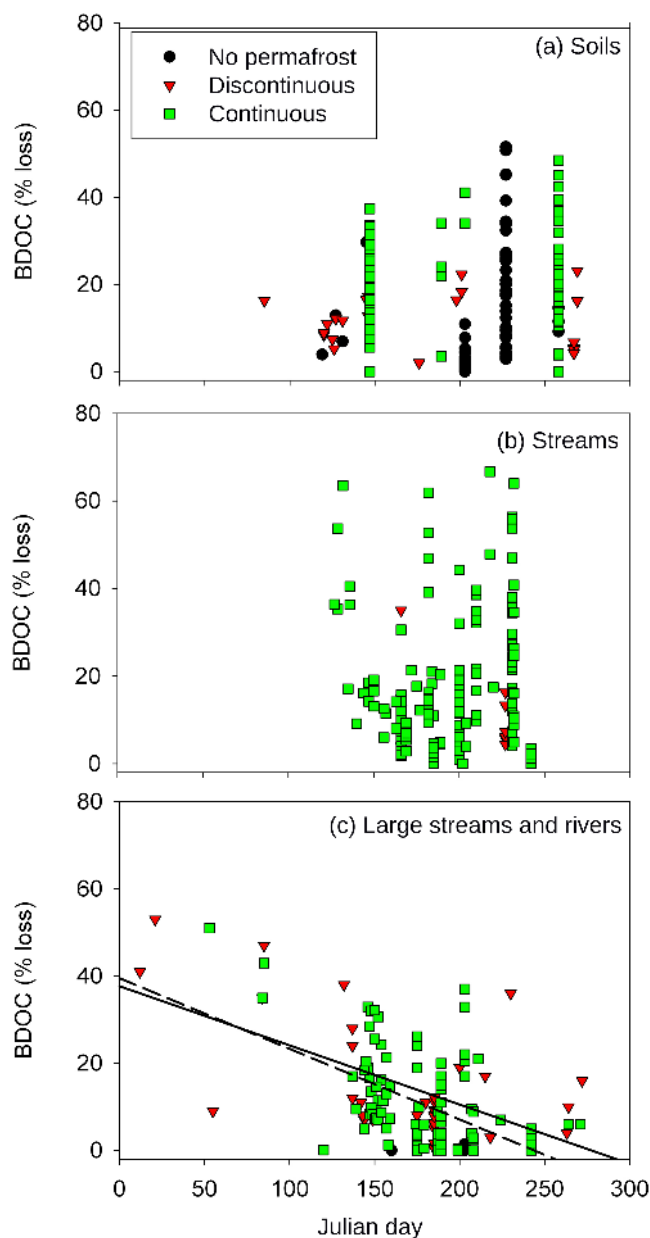 80
(a) Soils
No permafrost
Discontinuous
Continuous
60
40
20
0
BDOC (% loss)
80
(b) Streams
60
40
20
0
BDOC (% loss)
80
(c) Large streams and rivers
60
40
20
0
BDOC (% loss)
0 50 100 150 200 250 300
Julian day